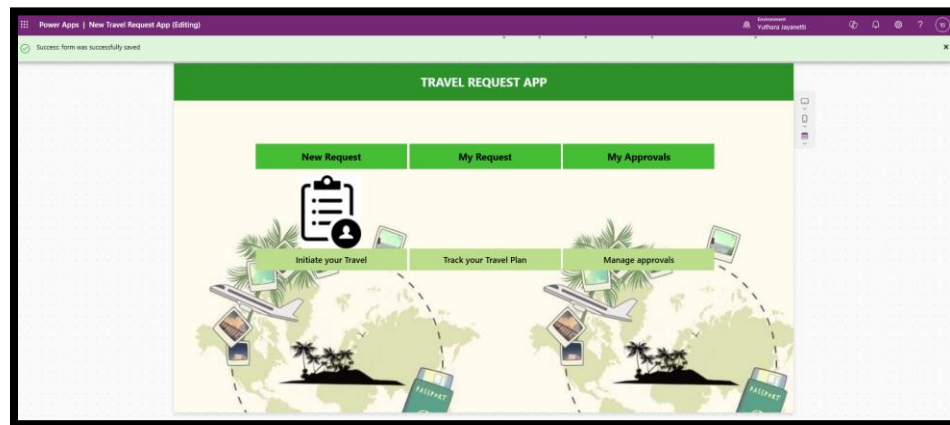 Power Apps | New Travel Request App (Editing)
Environment
Yuthara Jayanetti
?
Success: form was successfully saved
TRAVEL REQUEST APP
New Request
My Request
My Approvals
Initiate your Travel
Track your Travel Plan
Manage approvals
PASSPORT
PASSPORT